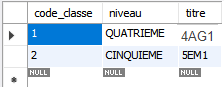 code_classe niveau titre
1 QUATRIEME 4AG1
2 CINQUIEME 5EM1
NULL NULL NULL